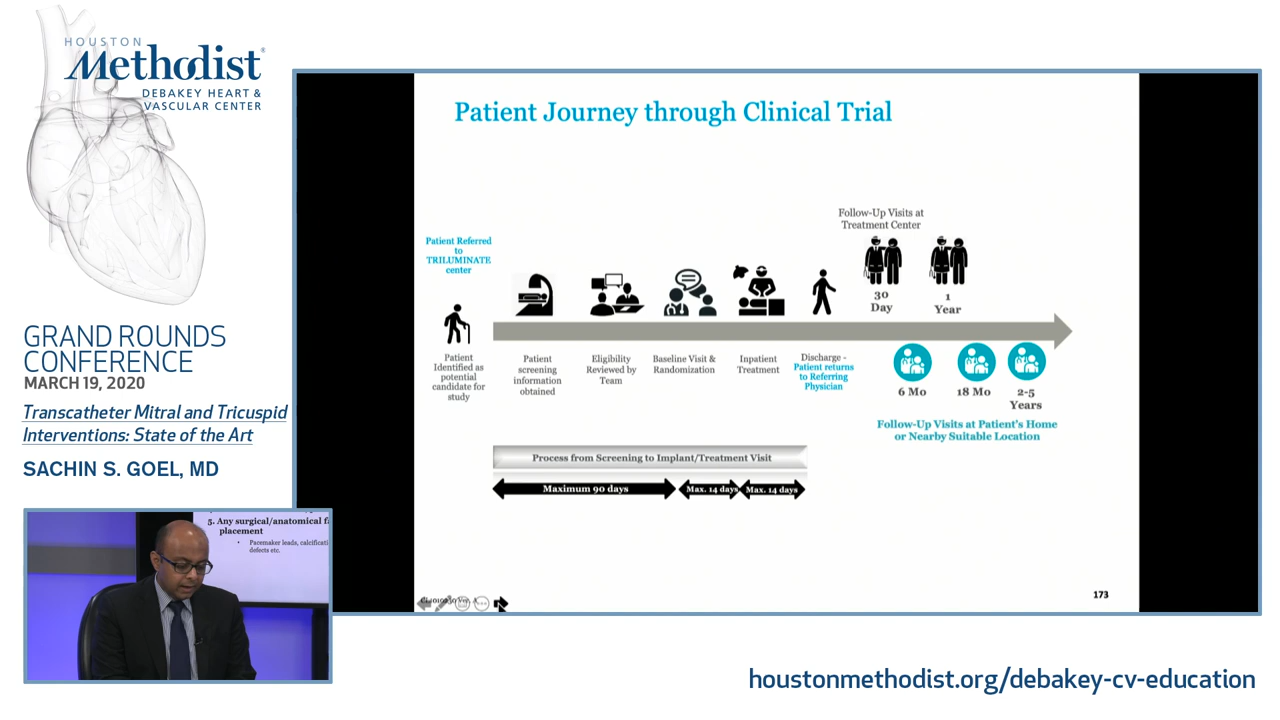 HOUSTON
Methodist®
DEBAKEY HEART &
VASCULAR CENTER
GRAND ROUNDS
CONFERENCE
MARCH 19, 2020
Transcatheter Mitral and Tricuspid
Interventions: State of the Art
SACHIN S. GOEL, MD
Patient Journey through Clinical Trial
Follow-Up Visits at
Treatment Center
Patient Referred
to
TRILUMINATE
center
30
Day
1
Year
Patient
Identified as
potential
candidate for
study
Patient
screening
information
obtained
Eligibility
Reviewed by
Team
Baseline Visit &
Randomization
Inpatient
Treatment
Discharge -
Patient returns
to Referring
Physician
6 Mo
18 Mo
2-5
Years
Follow-Up Visits at Patient's Home
or Nearby Suitable Location
Process from Screening to Implant/Treatment Visit
Maximum 90 days
Max. 14 days
Max. 14 days
173
5. Any surgical/anatomical f
placement
• Pacemaker leads, calcificati
defects etc.
houstonmethodist.org/debakey-cv-education